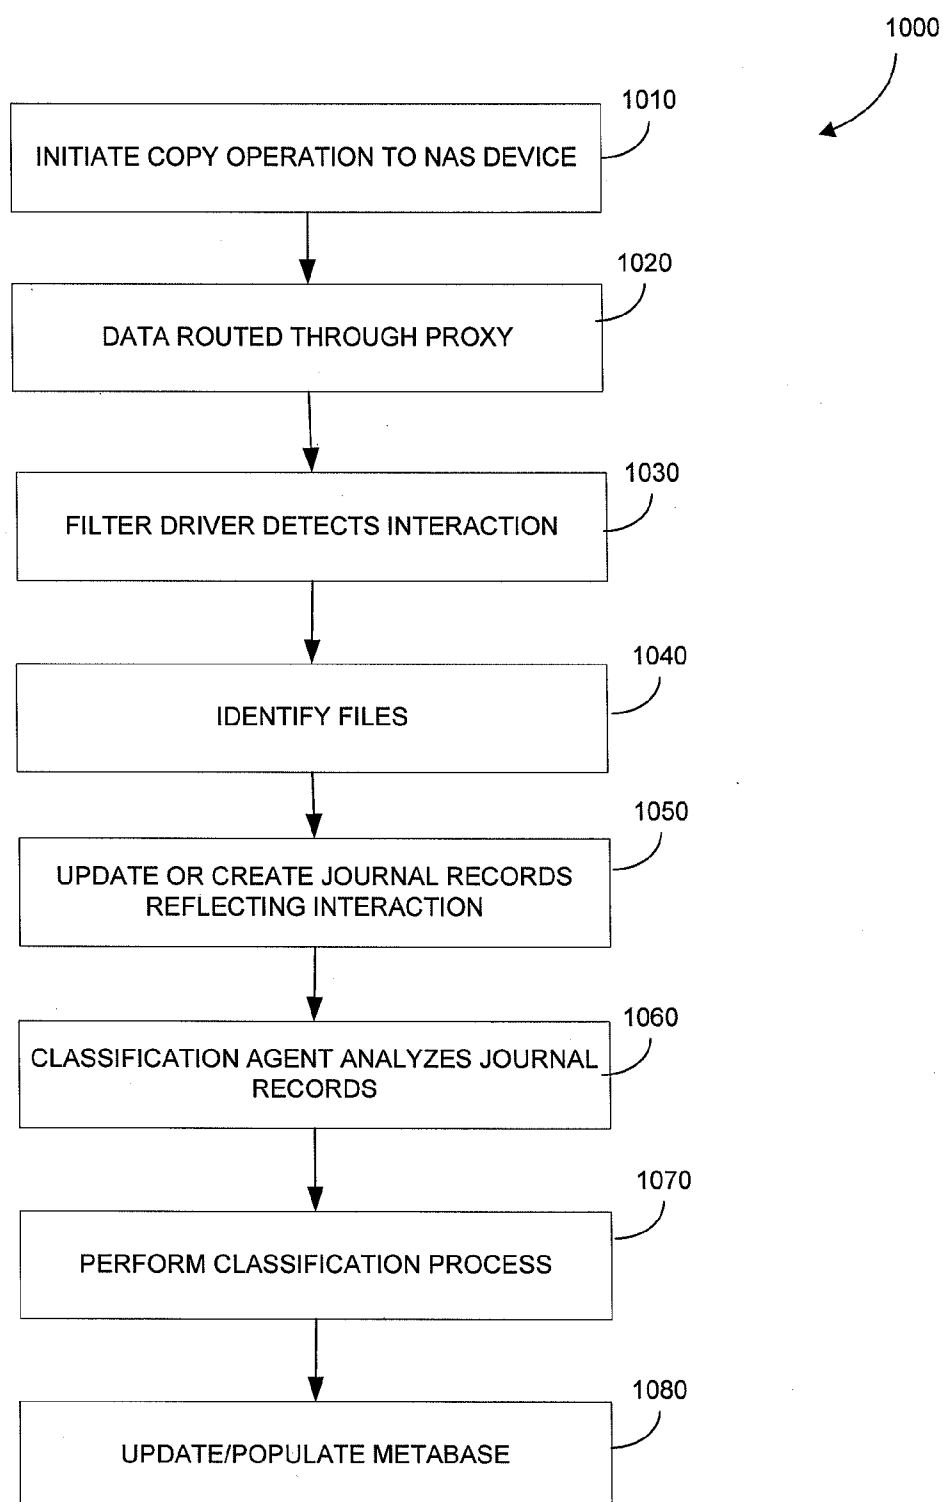 1000
1010
INITIATE COPY OPERATION TO NAS DEVICE
1020
DATA ROUTED THROUGH PROXY
1030
FILTER DRIVER DETECTS INTERACTION
1040
IDENTIFY FILES
1050
UPDATE OR CREATE JOURNAL RECORDS
REFLECTING INTERACTION
1060
CLASSIFICATION AGENT ANALYZES JOURNAL
RECORDS
1070
PERFORM CLASSIFICATION PROCESS
1080
UPDATE/POPULATE METABASE